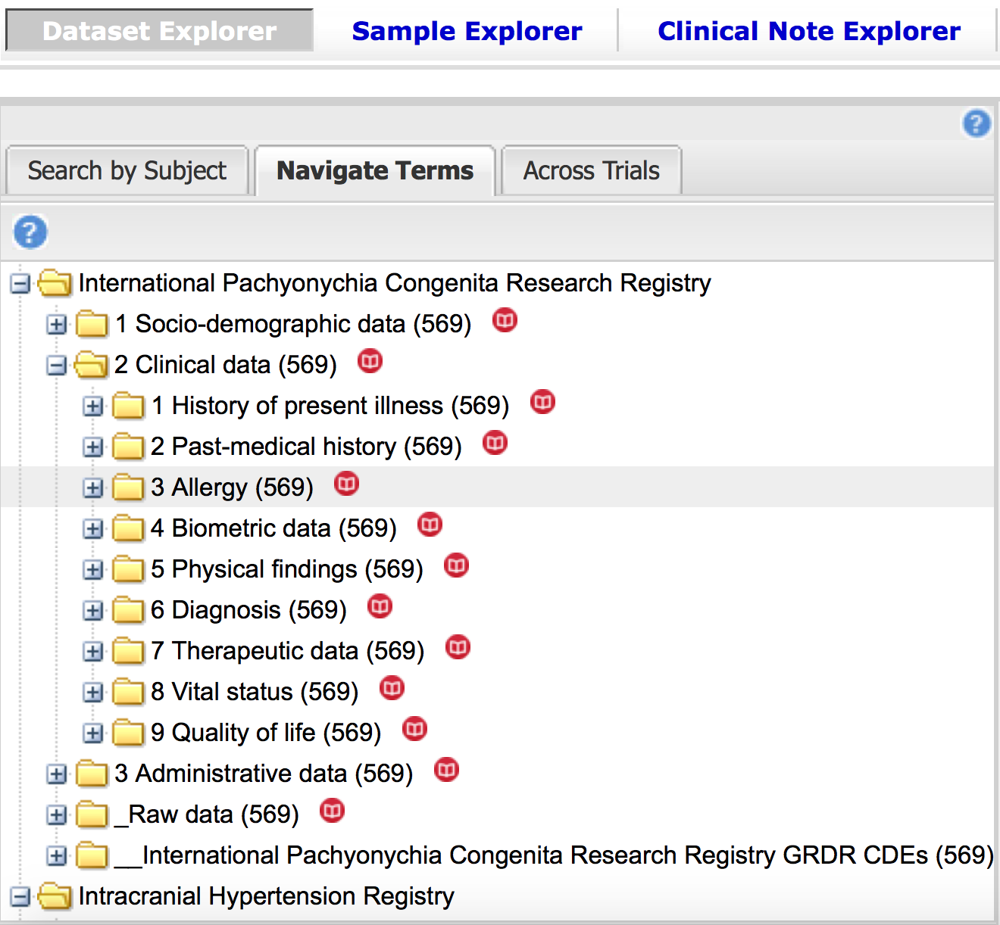 Dataset Explorer Sample Explorer Clinical Note Explorer
?
Search by Subject Navigate Terms Across Trials
?
International Pachyonychia Congenita Research Registry
1 Socio-demographic data (569)
2 Clinical data (569)
1 History of present illness (569)
2 Past-medical history (569)
3 Allergy (569)
4 Biometric data (569)
5 Physical findings (569)
6 Diagnosis (569)
7 Therapeutic data (569)
8 Vital status (569)
9 Quality of life (569)
3 Administrative data (569)
_Raw data (569)
__International Pachyonychia Congenita Research Registry GRDR CDEs (569)
Intracranial Hypertension Registry